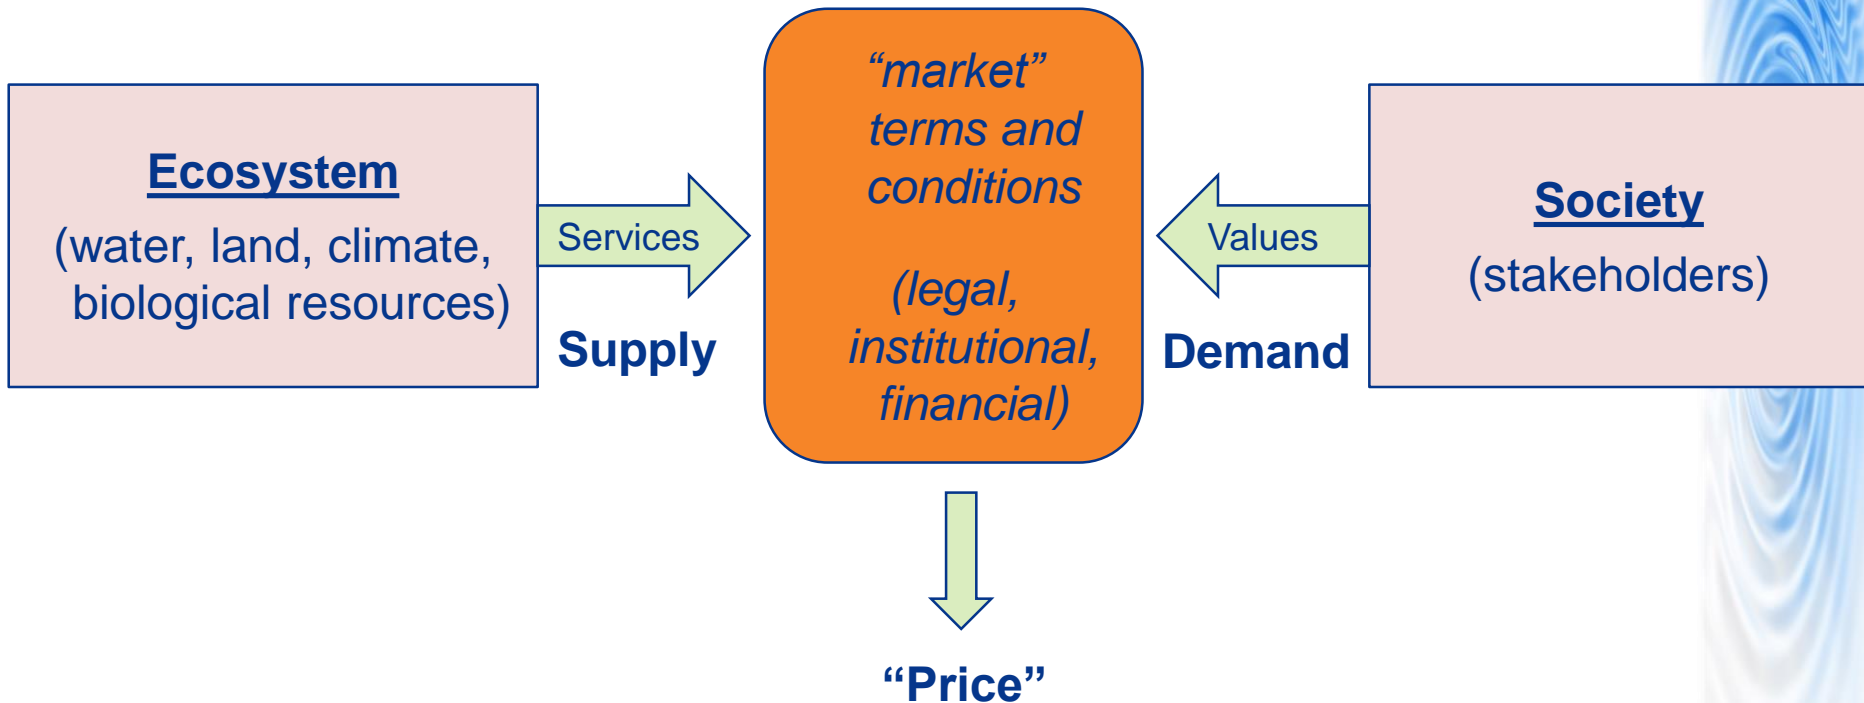 Ecosystem
(water, land, climate,
biological resources)
Services
Supply
“market”
terms and
conditions
(legal,
institutional,
financial)
Values
Demand
Society
(stakeholders)
“Price”